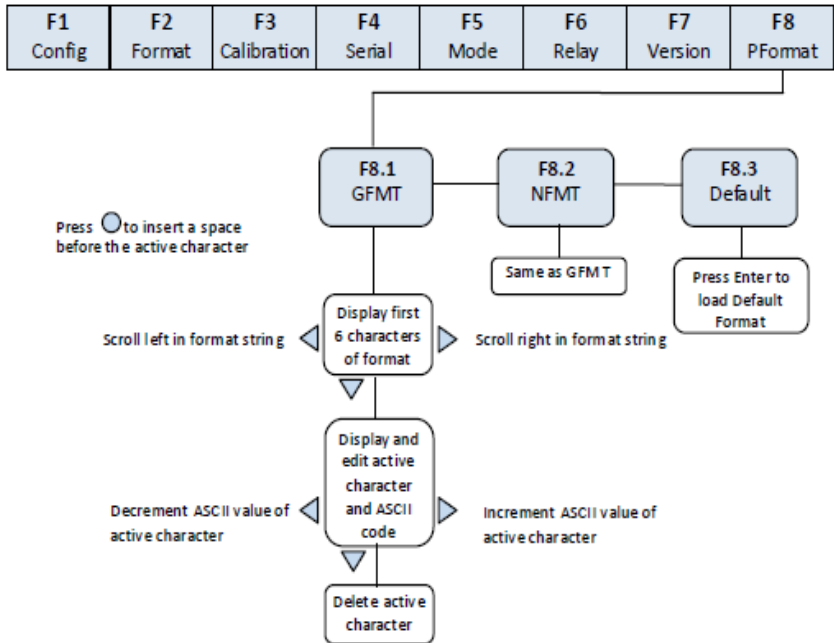 F1 F2 F3 F4 F5 F6 F7 F8
Config Format Calibration Serial Mode Relay Version PFormat
F8.1
GFMT
F8.2
NFMT
F8.3
Default
Press to insert a space
before the active character
Same as GFMT
Press Enter to
load Default
Format
Display first
6 characters
of format
Scroll left in format string
Scroll right in format string
Display and
edit active
character
and ASCII
code
Decrement ASCII value of
active character
Increment ASCII value of
active character
Delete active
character